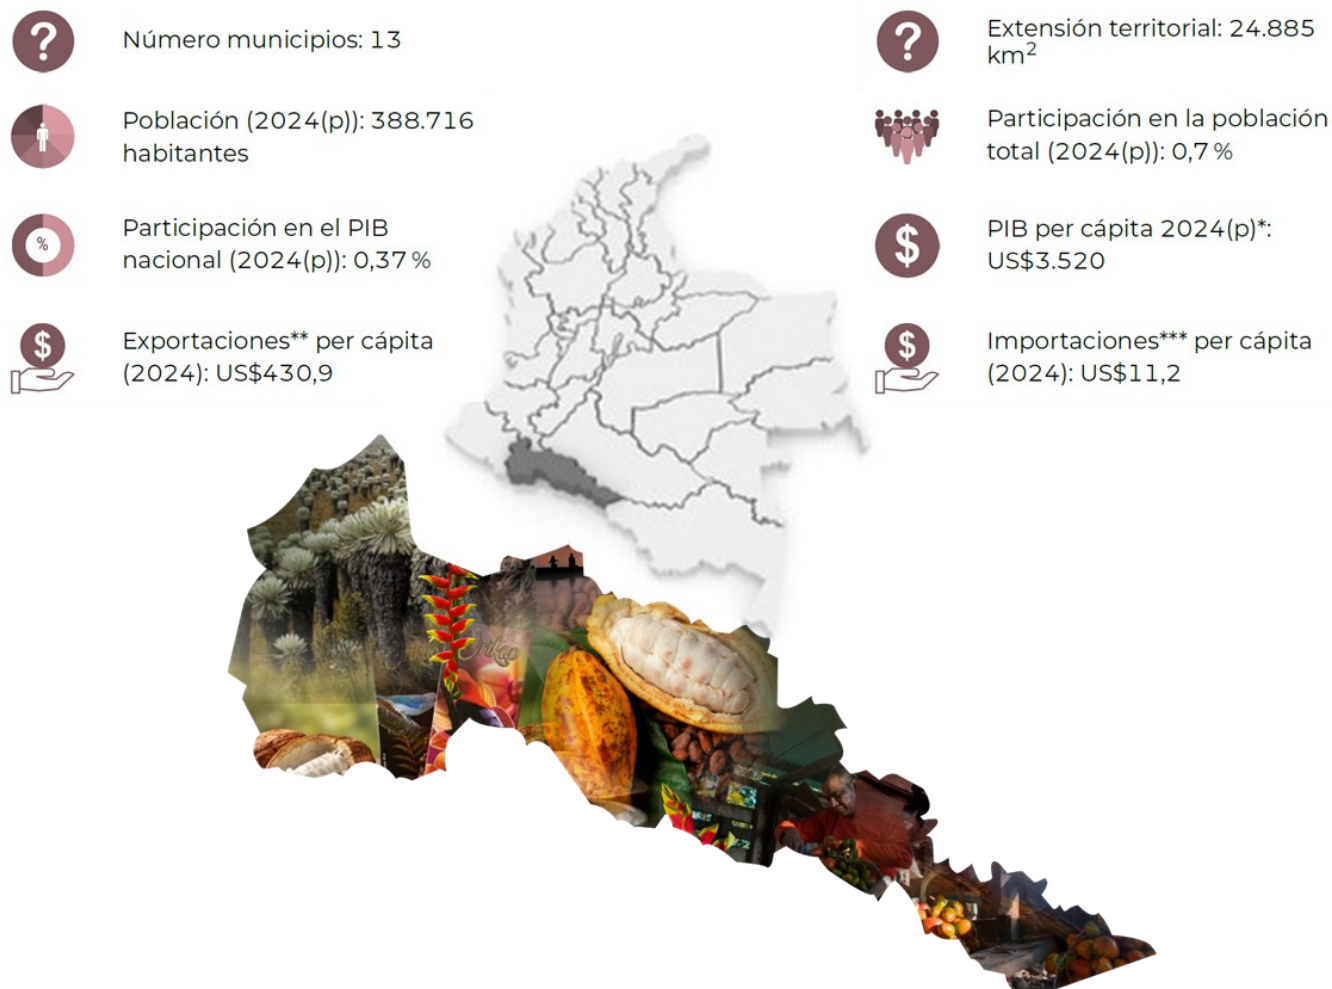 Número municipios: 13
Extensión territorial: 24.885
km²
Población (2024(p)): 388.716
habitantes
Participación en la población
total (2024(p)): 0,7 %
Participación en el PIB
nacional (2024(p)): 0,37 %
%
PIB per cápita 2024(p)*:
US$3.520
Exportaciones** per cápita
(2024): US$430,9
Importaciones*** per cápita
(2024): US$11,2